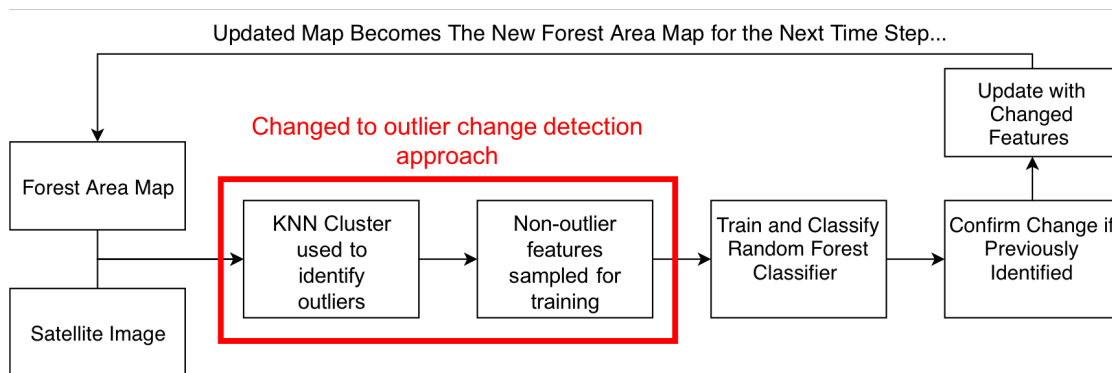 Updated Map Becomes The New Forest Area Map for the Next Time Step...
Update with
Changed
Features
Changed to outlier change detection
approach
Forest Area Map
KNN Cluster
used to
identify
outliers
Non-outlier
features
sampled for
training
Train and Classify
Random Forest
Classifier
Confirm Change if
Previously
Identified
Satellite Image